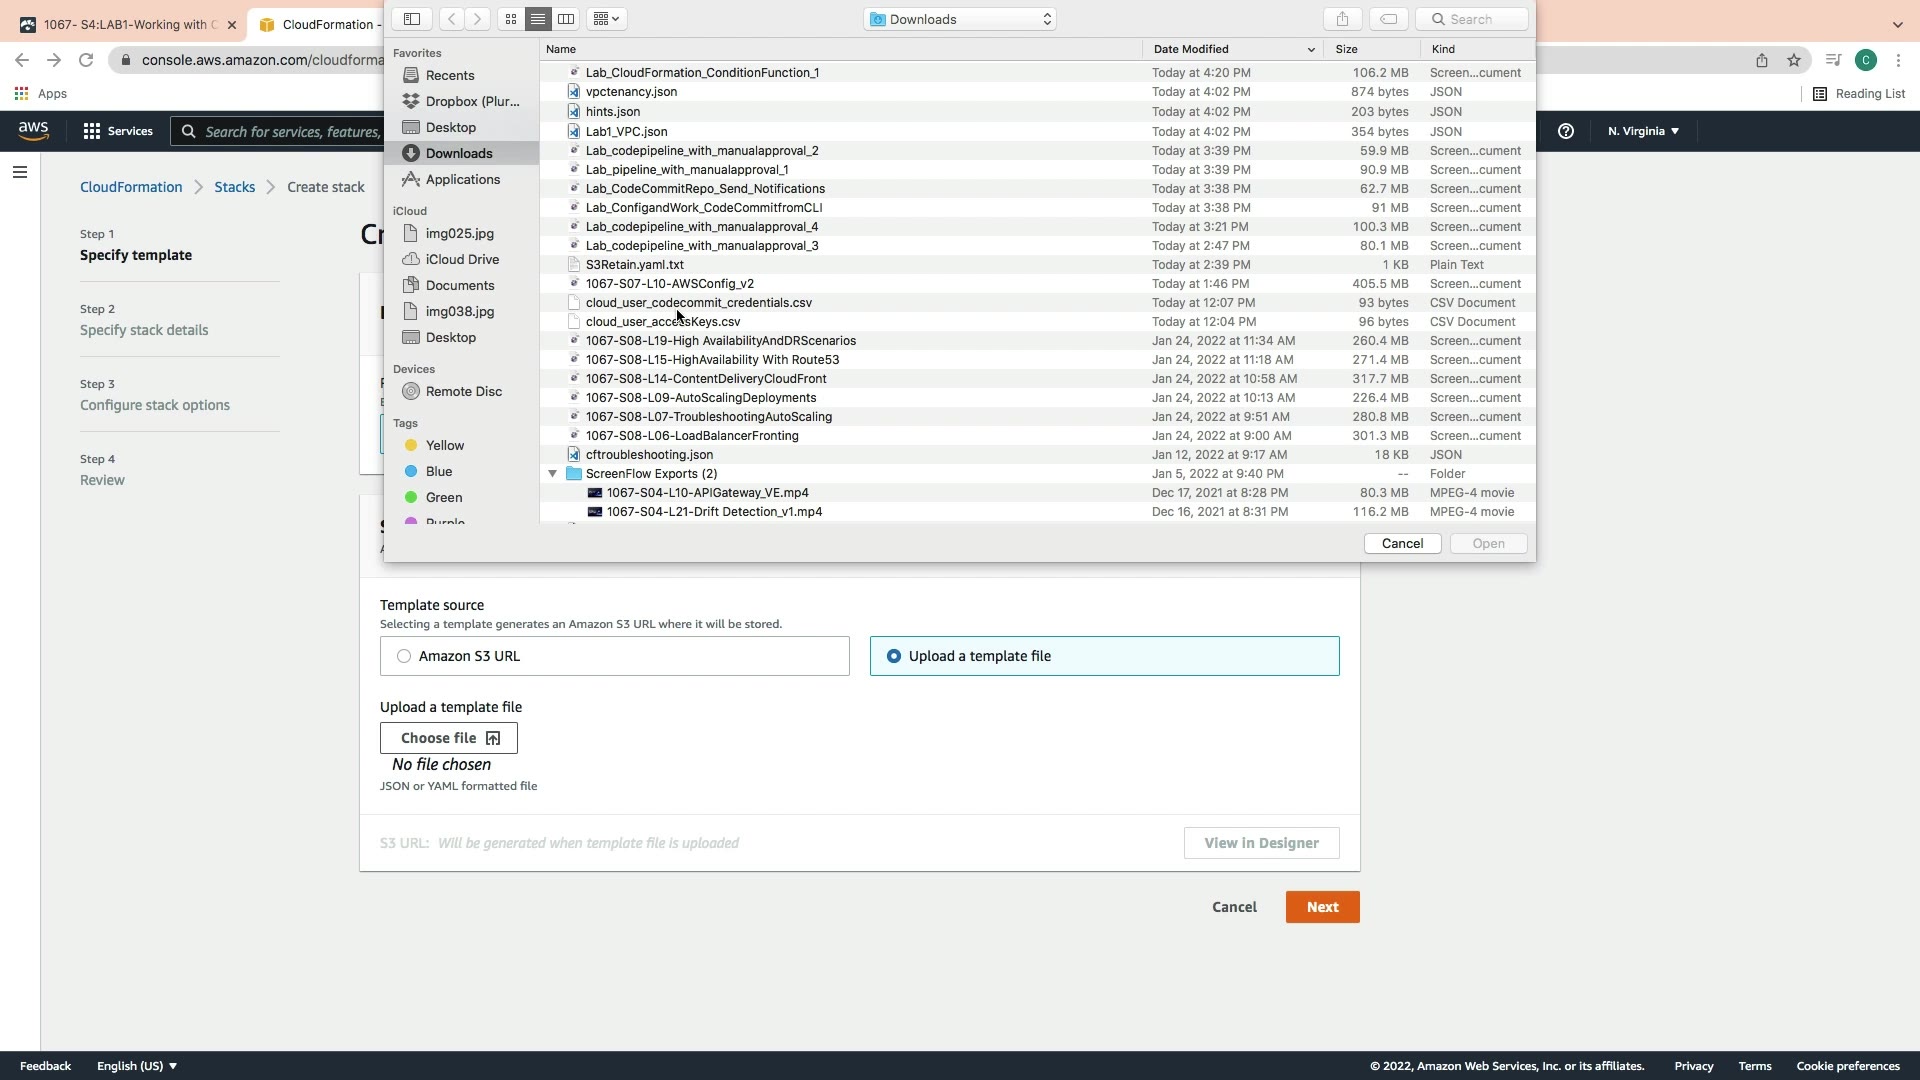 1067- S4:LAB1-Working with C
CloudFormation -
console.aws.amazon.com/cloudforma
Apps
Reading List
aws
Services
Search for services, features,
N. Virginia
CloudFormation > Stacks > Create stack
Step 1
Specify template
Step 2
Specify stack details
Step 3
Configure stack options
Step 4
Review
Cr
Downloads
Search
Favorites
Recents
Dropbox (Plur...
Desktop
Downloads
Applications
iCloud
img025.jpg
iCloud Drive
Documents
img038.jpg
Desktop
Devices
Remote Disc
Tags
Yellow
Blue
Green
Purple
Name Date Modified Size Kind
Lab_CloudFormation_ConditionFunction_1 Today at 4:20 PM 106.2 MB Screen...cument
vpctenancy.json Today at 4:02 PM 874 bytes JSON
hints.json Today at 4:02 PM 203 bytes JSON
Lab1_VPC.json Today at 4:02 PM 354 bytes JSON
Lab_codepipeline_with_manualapproval_2 Today at 3:39 PM 59.9 MB Screen...cument
Lab_pipeline_with_manualapproval_1 Today at 3:39 PM 90.9 MB Screen...cument
Lab_CodeCommitRepo_Send_Notifications Today at 3:38 PM 62.7 MB Screen...cument
Lab_ConfigandWork_CodeCommitfromCLI Today at 3:38 PM 91 MB Screen...cument
Lab_codepipeline_with_manualapproval_4 Today at 3:21 PM 100.3 MB Screen...cument
Lab_codepipeline_with_manualapproval_3 Today at 2:47 PM 80.1 MB Screen...cument
S3Retain.yaml.txt Today at 2:39 PM 1 KB Plain Text
1067-S07-L10-AWSConfig_v2 Today at 1:46 PM 405.5 MB Screen...cument
cloud_user_codecommit_credentials.csv Today at 12:07 PM 93 bytes CSV Document
cloud_user_accessKeys.csv Today at 12:04 PM 96 bytes CSV Document
1067-S08-L19-High AvailabilityAndDRScenarios Jan 24, 2022 at 11:34 AM 260.4 MB Screen...cument
1067-S08-L15-HighAvailability With Route53 Jan 24, 2022 at 11:18 AM 271.4 MB Screen...cument
1067-S08-L14-ContentDeliveryCloudFront Jan 24, 2022 at 10:58 AM 317.7 MB Screen...cument
1067-S08-L09-AutoScalingDeployments Jan 24, 2022 at 10:13 AM 226.4 MB Screen...cument
1067-S08-L07-TroubleshootingAutoScaling Jan 24, 2022 at 9:51 AM 280.8 MB Screen...cument
1067-S08-L06-LoadBalancerFronting Jan 24, 2022 at 9:00 AM 301.3 MB Screen...cument
cftroubleshooting.json Jan 12, 2022 at 9:17 AM 18 KB JSON
ScreenFlow Exports (2) Jan 5, 2022 at 9:40 PM -- Folder
1067-S04-L10-APIGateway_VE.mp4 Dec 17, 2021 at 8:28 PM 80.3 MB MPEG-4 movie
1067-S04-L21-Drift Detection_v1.mp4 Dec 16, 2021 at 8:31 PM 116.2 MB MPEG-4 movie
Cancel Open
Template source
Selecting a template generates an Amazon S3 URL where it will be stored.
Amazon S3 URL
Upload a template file
Upload a template file
Choose file
No file chosen
JSON or YAML formatted file
S3 URL: Will be generated when template file is uploaded
View in Designer
Cancel
Next
Feedback
English (US)
© 2022, Amazon Web Services, Inc. or its affiliates.
Privacy
Terms
Cookie preferences